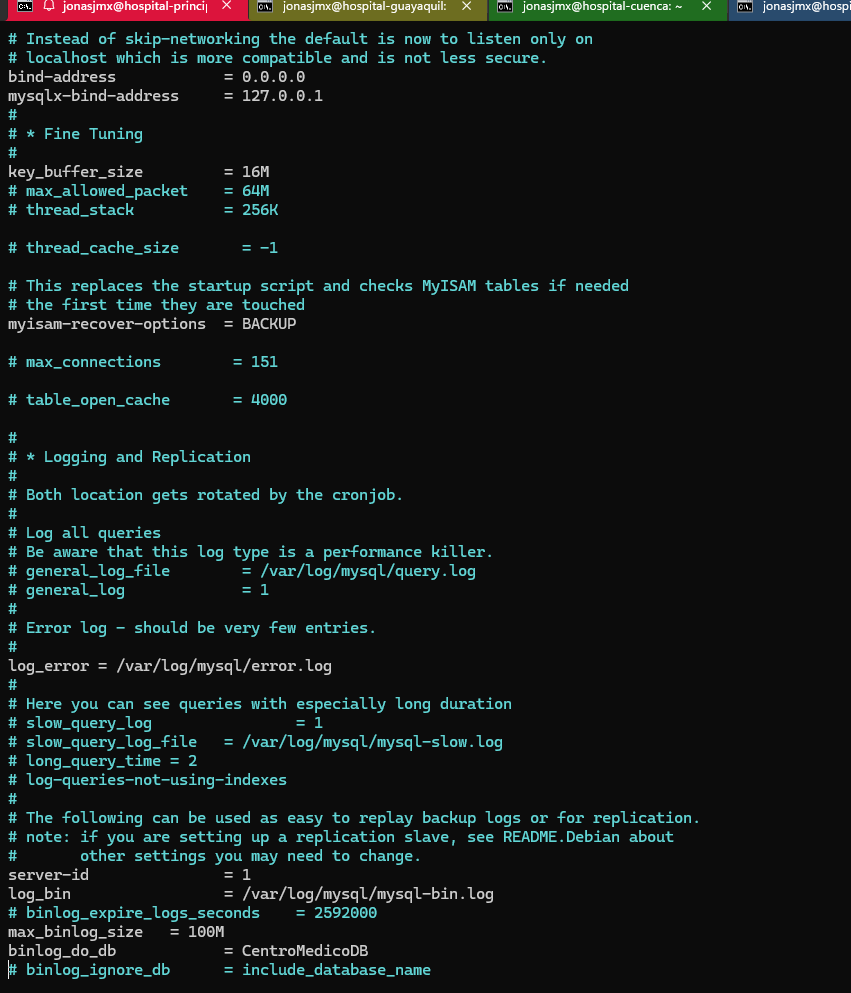 jonasjmx@hospital-princip
jonasjmx@hospital-guayaquil:
jonasjmx@hospital-cuenca: ~
jonasjmx@hosp
# Instead of skip-networking the default is now to listen only on
# localhost which is more compatible and is not less secure.
bind-address            = 0.0.0.0
mysqlx-bind-address     = 127.0.0.1
#
# * Fine Tuning
#
key_buffer_size         = 16M
# max_allowed_packet    = 64M
# thread_stack          = 256K
# thread_cache_size       = -1
# This replaces the startup script and checks MyISAM tables if needed
# the first time they are touched
myisam-recover-options  = BACKUP
# max_connections        = 151
# table_open_cache       = 4000
#
# * Logging and Replication
#
# Both location gets rotated by the cronjob.
#
# Log all queries
# Be aware that this log type is a performance killer.
# general_log_file        = /var/log/mysql/query.log
# general_log             = 1
#
# Error log - should be very few entries.
#
log_error = /var/log/mysql/error.log
#
# Here you can see queries with especially long duration
# slow_query_log                = 1
# slow_query_log_file   = /var/log/mysql/mysql-slow.log
# long_query_time = 2
# log-queries-not-using-indexes
#
# The following can be used as easy to replay backup logs or for replication.
# note: if you are setting up a replication slave, see README.Debian about
#       other settings you may need to change.
server-id               = 1
log_bin                 = /var/log/mysql/mysql-bin.log
# binlog_expire_logs_seconds    = 2592000
max_binlog_size   = 100M
binlog_do_db            = CentroMedicoDB
# binlog_ignore_db      = include_database_name